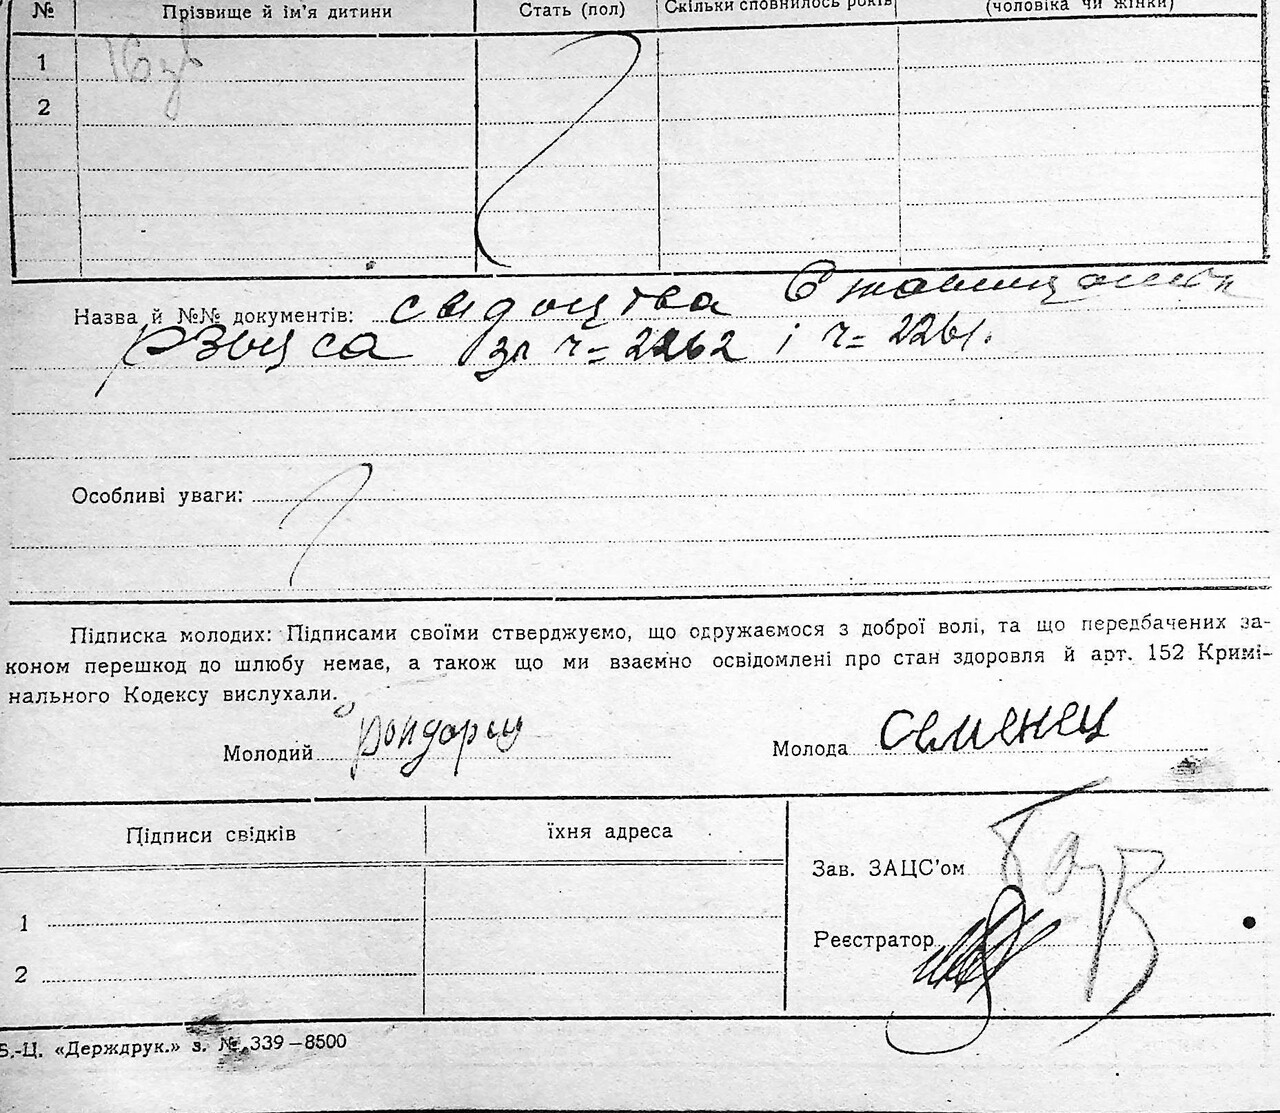 № Прізвище й ім'я дитини Стать (пол) Скільки сповнилось років (чоловіка чи жінки)
1
2
Назва й №№ документів: свідоцтва
за ч= 2262 і ч= 2261.
Особливі уваги:
Підписка молодих: Підписами своїми стверджуємо, що одружаємося з доброї волі, та що передбачених за-
коном перешкод до шлюбу немає, а також що ми взаємно освідомлені про стан здоровля й арт. 152 Кримі-
нального Кодексу вислухали.
Молодий Молода Семенец
Підписи свідків їхня адреса
Зав. ЗАЦС'ом
1
Реєстратор
2
Б.-Ц. «Держдрук.» з. № 339–8500